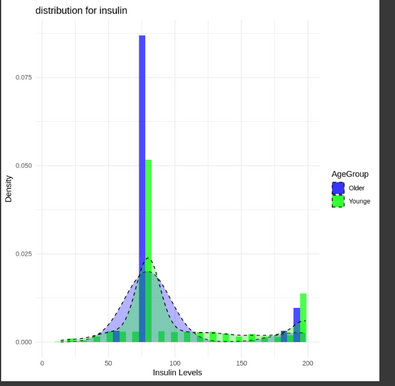 distribution for insulin
0.075
0.050
0.025
0.000
Density
0
50
100
150
200
Insulin Levels
AgeGroup
Older
Younge